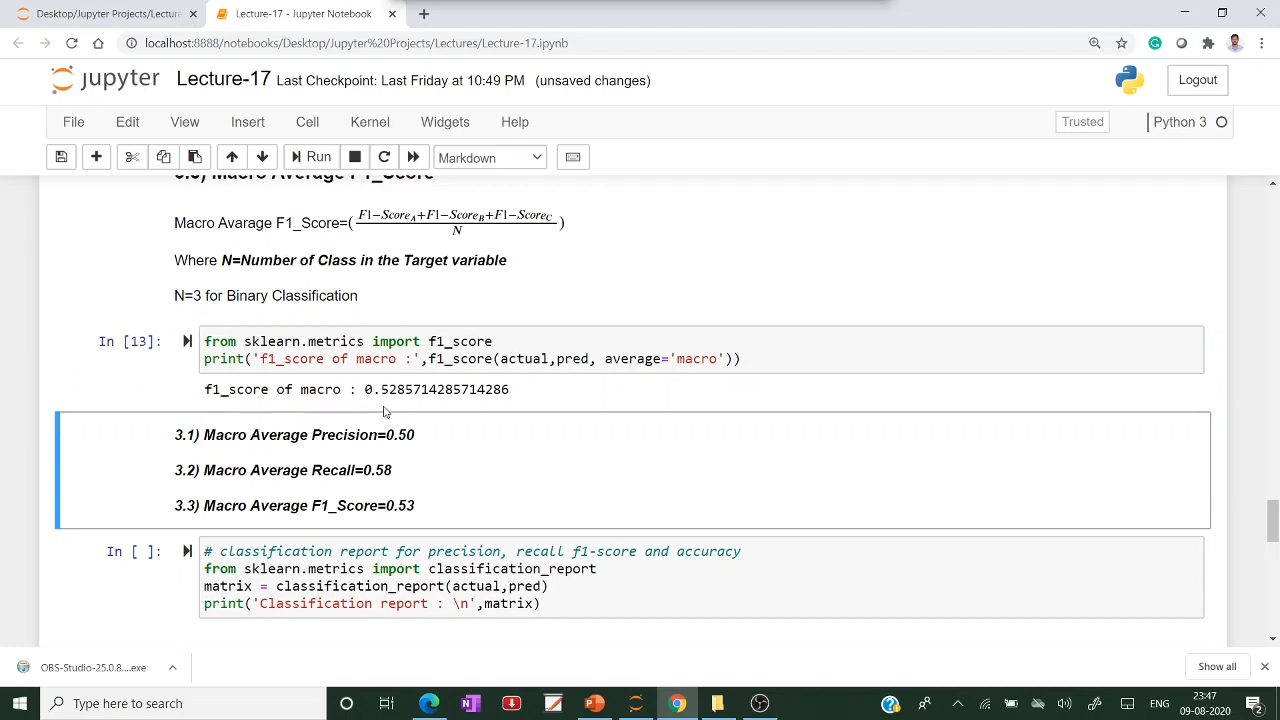 Desktop/Jupyter Projects/Lecture
Lecture-17 - Jupyter Notebook
localhost:8888/notebooks/Desktop/Jupyter%20Projects/Lectures/Lecture-17.ipynb
jupyter Lecture-17 Last Checkpoint: Last Friday at 10:49 PM (unsaved changes) Logout
File Edit View Insert Cell Kernel Widgets Help Trusted Python 3
Run Markdown
3.3) Macro Average F1_Score
Macro Avarage F1_Score=( F1−Score_A+F1−Score_B+F1−Score_C / N )
Where N=Number of Class in the Target variable
N=3 for Binary Classification
In [13]: from sklearn.metrics import f1_score
print('f1_score of macro :',f1_score(actual,pred, average='macro'))
f1_score of macro : 0.5285714285714286
3.1) Macro Average Precision=0.50
3.2) Macro Average Recall=0.58
3.3) Macro Average F1_Score=0.53
In [ ]: # classification report for precision, recall f1-score and accuracy
from sklearn.metrics import classification_report
matrix = classification_report(actual,pred)
print('Classification report : \n',matrix)
OBS-Studio-25.0.8....exe Show all
Type here to search ENG 23:47
09-08-2020 2